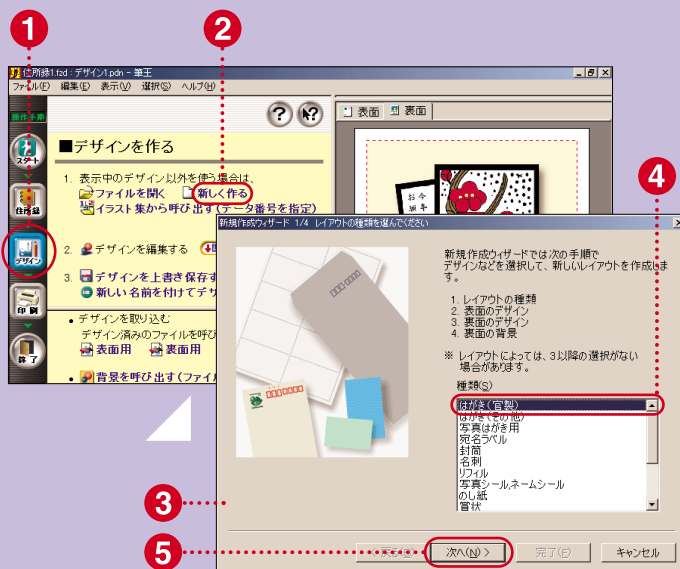 1
2
住所録1.fzd : デザイン1.pdn - 筆王
ファイル(F) 編集(E) 表示(V) 選択(S) ヘルプ(H)
操作手順
スタート
住所録
デザイン
印刷
終了
■デザインを作る
1. 表示中のデザイン以外を使う場合は、
ファイルを開く 新しく作る
イラスト集から呼び出す(データ番号を指定)
2. デザインを編集する
3. デザインを上書き保存す
新しい名前を付けてデザ
• デザインを取り込む
デザイン済みのファイルを呼び
表面用 裏面用
• 背景を呼び出す(ファイ
表面 裏面
4
新規作成ウィザード 1/4 レイアウトの種類を選んでください
新規作成ウィザードでは次の手順で
デザインなどを選択して、新しいレイアウトを作成しま
す。
1. レイアウトの種類
2. 表面のデザイン
3. 裏面のデザイン
4. 裏面の背景
※ レイアウトによっては、3以降の選択がない
場合があります。
種類(S)
はがき(官製)
はがき(その他)
写真はがき用
宛名ラベル
封筒
名刺
リフィル
写真シール,ネームシール
のし紙
賞状
3
5
< 戻る(B) 次へ(N) > 完了(F) キャンセル